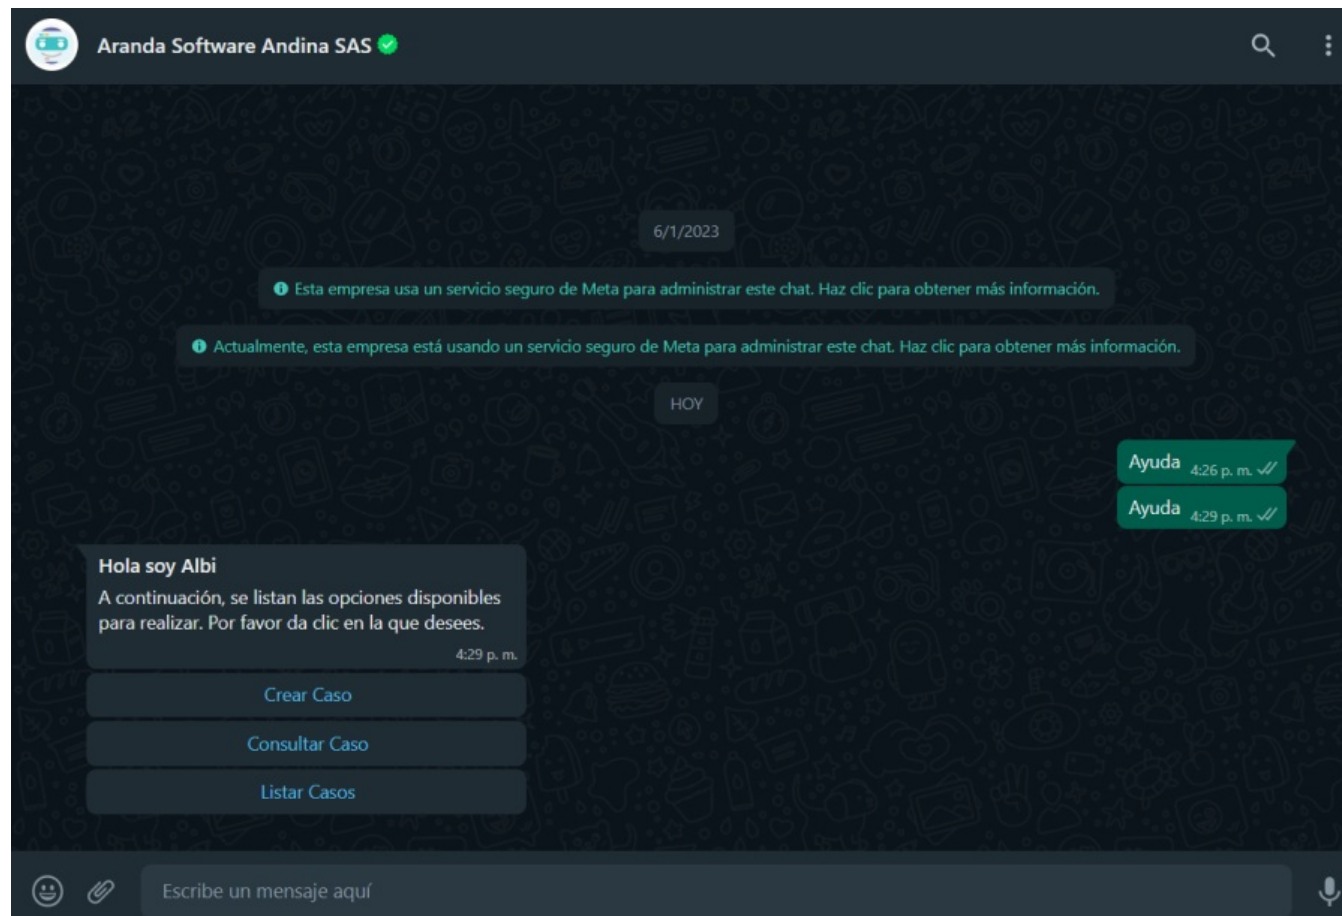 Aranda Software Andina SAS
6/1/2023
Esta empresa usa un servicio seguro de Meta para administrar este chat. Haz clic para obtener más información.
Actualmente, esta empresa está usando un servicio seguro de Meta para administrar este chat. Haz clic para obtener más información.
HOY
Ayuda 4:26 p. m.
Ayuda 4:29 p. m.
Hola soy Albi
A continuación, se listan las opciones disponibles
para realizar. Por favor da clic en la que desees.
4:29 p. m.
Crear Caso
Consultar Caso
Listar Casos
Escribe un mensaje aquí